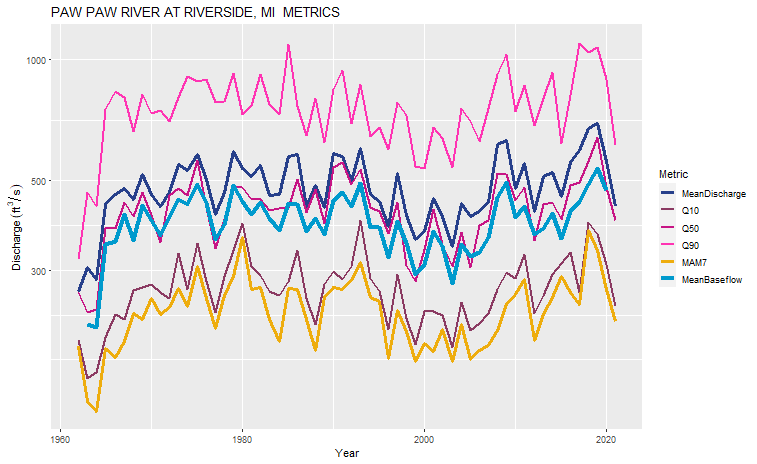 PAW PAW RIVER AT RIVERSIDE, MI  METRICS
1000
500
300
Discharge (ft³/s)
1960
1980
2000
2020
Year
Metric
MeanDischarge
Q10
Q50
Q90
MAM7
MeanBaseflow